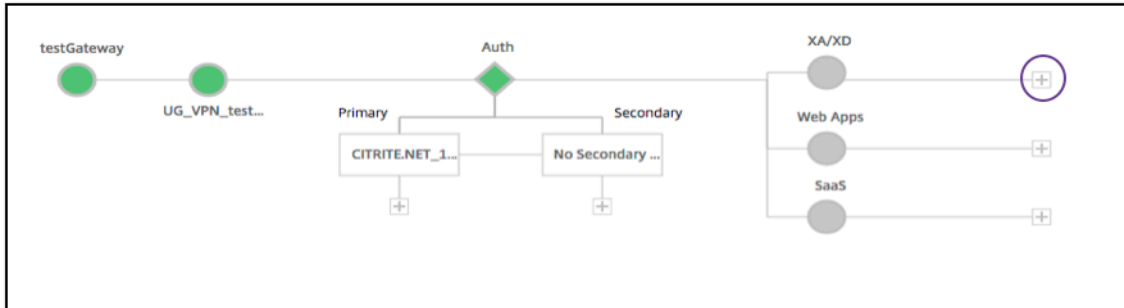 testGateway
UG_VPN_test...
Auth
Primary
Secondary
CITRITE.NET_1...
No Secondary ...
XA/XD
Web Apps
SaaS